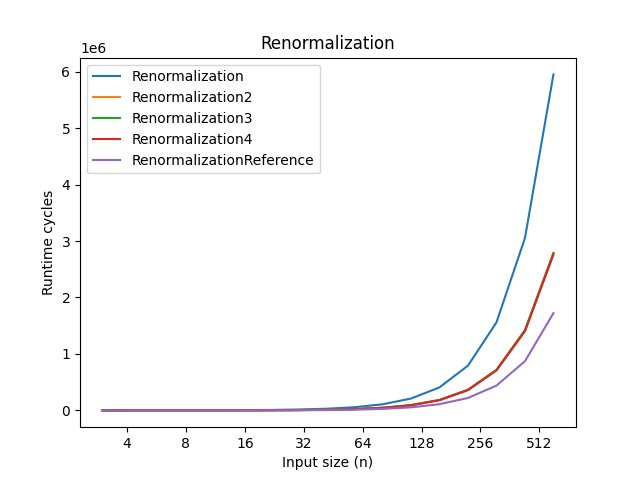 Renormalization
1e6
6
5
4
3
2
1
0
Runtime cycles
Renormalization
Renormalization2
Renormalization3
Renormalization4
RenormalizationReference
4 8 16 32 64 128 256 512
Input size (n)